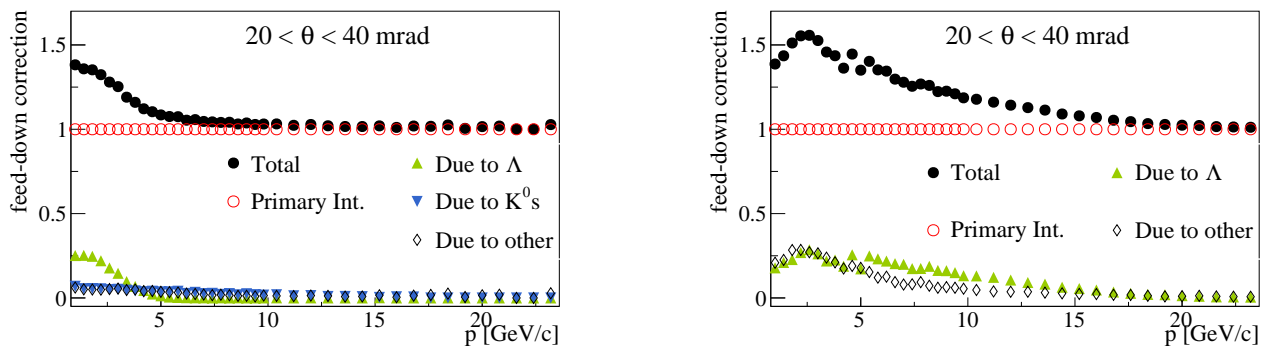 20 < θ < 40 mrad
feed-down correction
1.5
1
0.5
0
Total
Due to Λ
Primary Int.
Due to K⁰s
Due to other
5
10
15
20
p [GeV/c]
20 < θ < 40 mrad
feed-down correction
1.5
1
0.5
0
Total
Due to Λ
Primary Int.
Due to other
5
10
15
20
p [GeV/c]